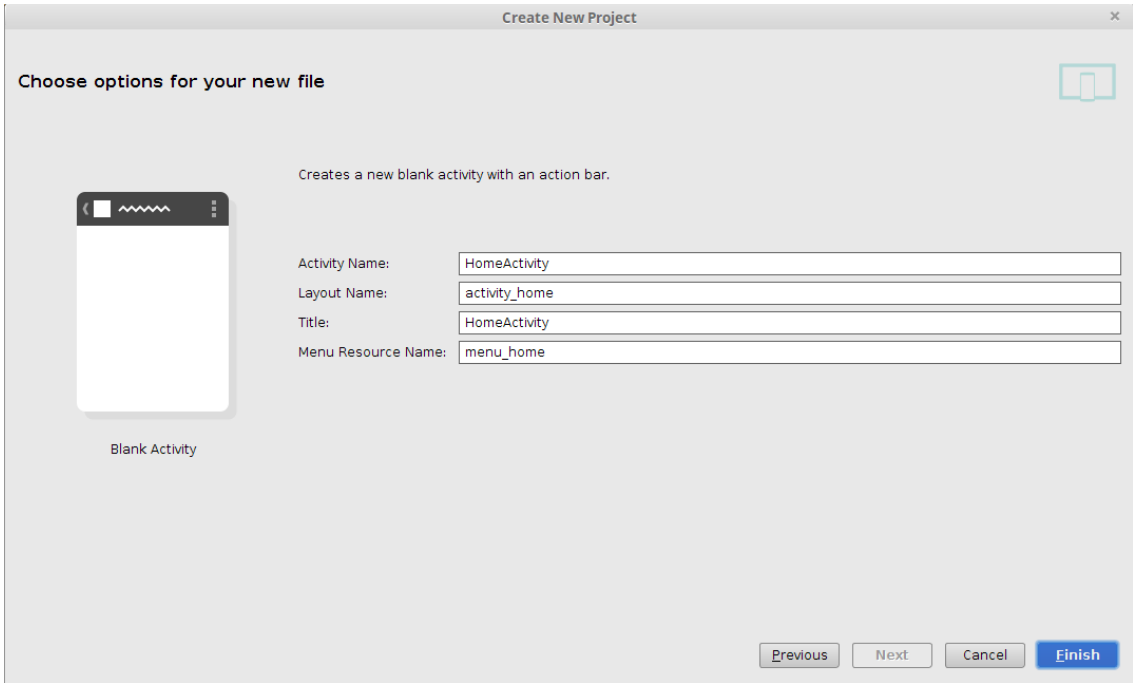 Create New Project
Choose options for your new file
Creates a new blank activity with an action bar.
Activity Name: HomeActivity
Layout Name: activity_home
Title: HomeActivity
Menu Resource Name: menu_home
Blank Activity
Previous Next Cancel Finish